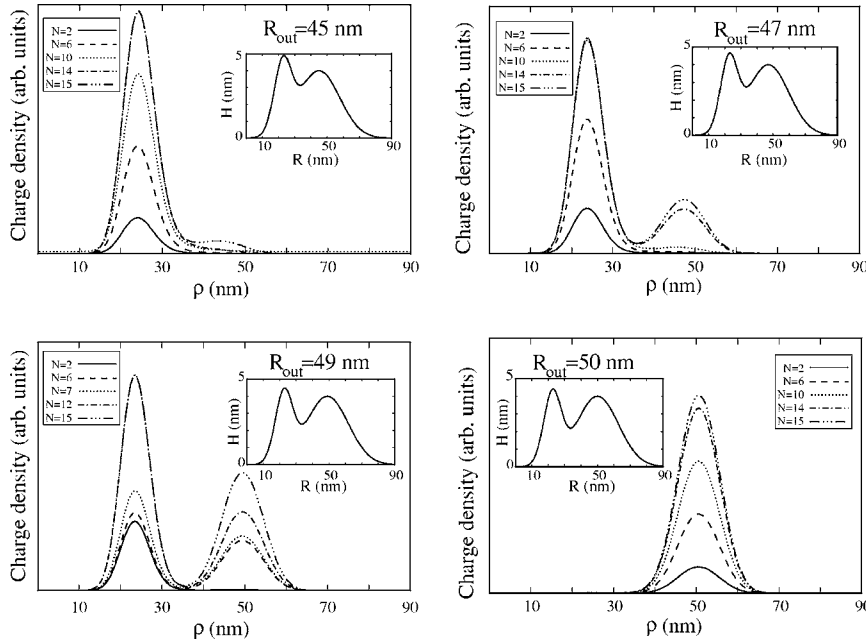 R_out=45 nm
N=2
N=6
N=10
N=14
N=15
Charge density (arb. units)
H (nm)
5
0
10
50
90
R (nm)
10
30
50
70
90
ρ (nm)
R_out=47 nm
N=2
N=6
N=10
N=14
N=15
Charge density (arb. units)
H (nm)
5
0
10
50
90
R (nm)
10
30
50
70
90
ρ (nm)
R_out=49 nm
N=2
N=6
N=7
N=12
N=15
Charge density (arb. units)
H (nm)
5
0
10
50
90
R (nm)
10
30
50
70
90
ρ (nm)
R_out=50 nm
N=2
N=6
N=10
N=14
N=15
Charge density (arb. units)
H (nm)
5
0
10
50
90
R (nm)
10
30
50
70
90
ρ (nm)